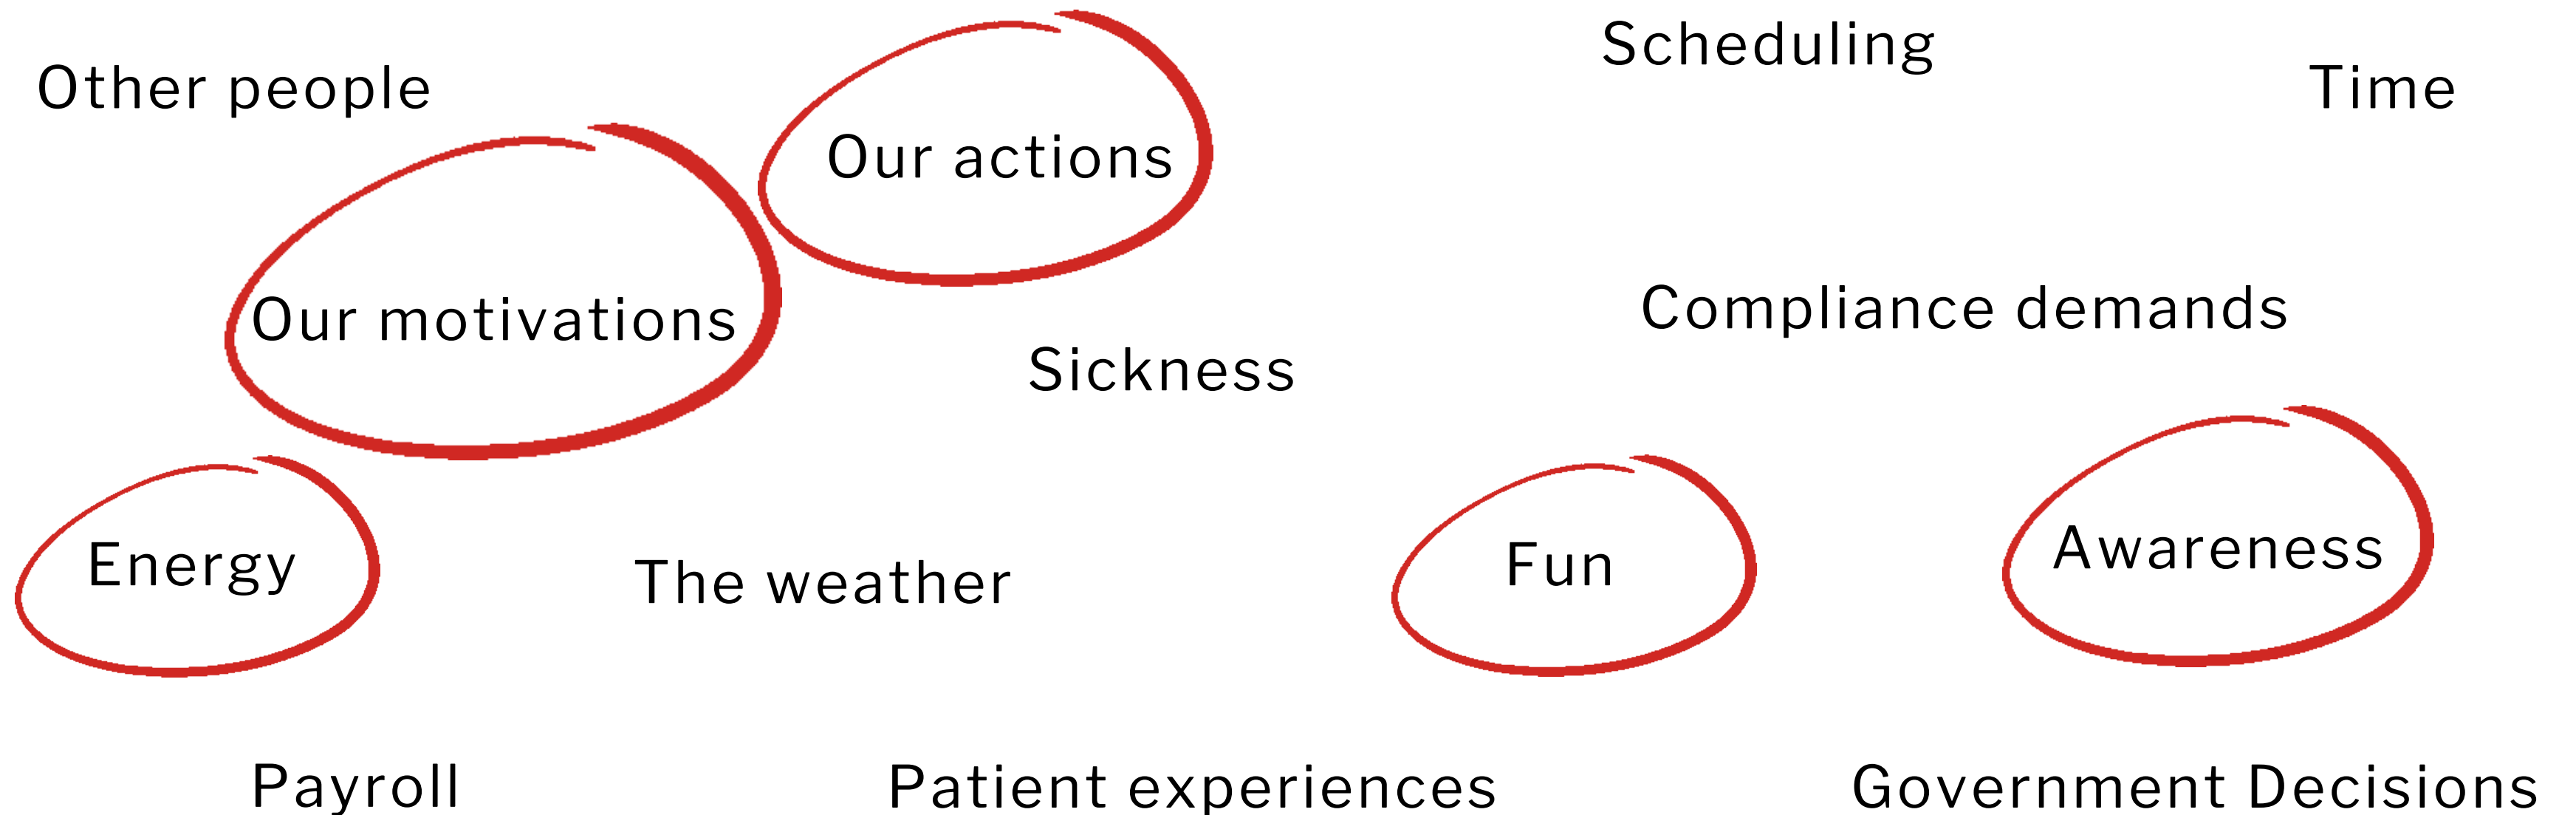 Other people
Our actions
Scheduling
Time
Our motivations
Sickness
Compliance demands
Energy
The weather
Fun
Awareness
Payroll
Patient experiences
Government Decisions